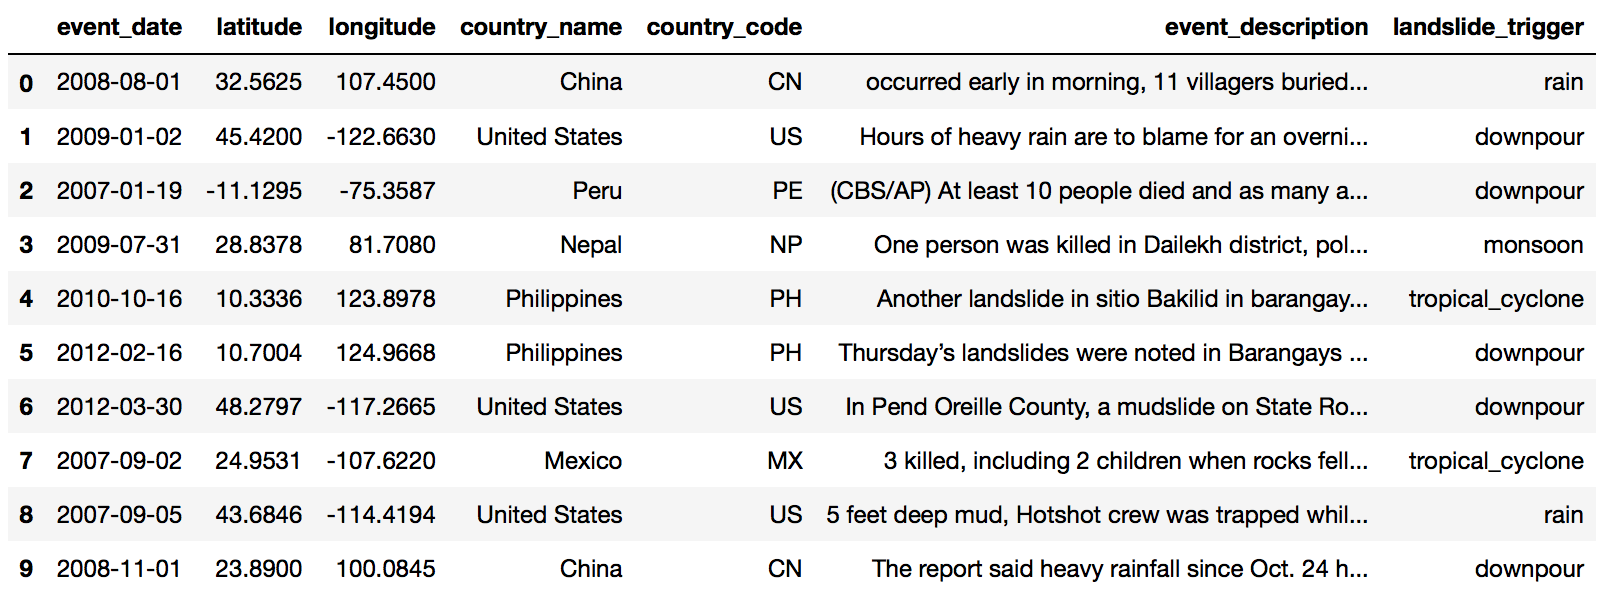 event_date latitude longitude country_name country_code event_description landslide_trigger
0 2008-08-01 32.5625 107.4500 China CN occurred early in morning, 11 villagers buried... rain
1 2009-01-02 45.4200 -122.6630 United States US Hours of heavy rain are to blame for an overni... downpour
2 2007-01-19 -11.1295 -75.3587 Peru PE (CBS/AP) At least 10 people died and as many a... downpour
3 2009-07-31 28.8378 81.7080 Nepal NP One person was killed in Dailekh district, pol... monsoon
4 2010-10-16 10.3336 123.8978 Philippines PH Another landslide in sitio Bakilid in barangay... tropical_cyclone
5 2012-02-16 10.7004 124.9668 Philippines PH Thursday’s landslides were noted in Barangays ... downpour
6 2012-03-30 48.2797 -117.2665 United States US In Pend Oreille County, a mudslide on State Ro... downpour
7 2007-09-02 24.9531 -107.6220 Mexico MX 3 killed, including 2 children when rocks fell... tropical_cyclone
8 2007-09-05 43.6846 -114.4194 United States US 5 feet deep mud, Hotshot crew was trapped whil... rain
9 2008-11-01 23.8900 100.0845 China CN The report said heavy rainfall since Oct. 24 h... downpour